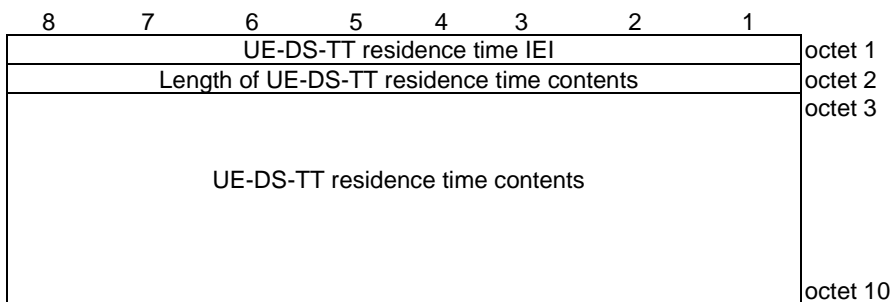 8 7 6 5 4 3 2 1
UE-DS-TT residence time IEI octet 1
Length of UE-DS-TT residence time contents octet 2
octet 3
UE-DS-TT residence time contents
octet 10